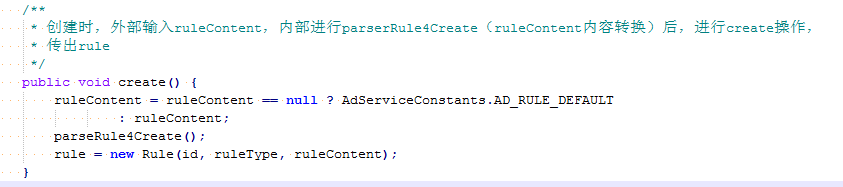 /**
* 创建时，外部输入ruleContent，内部进行parserRule4Create（ruleContent内容转换）后，进行create操作，
* 传出rule
*/
public void create() {
ruleContent = ruleContent == null ? AdServiceConstants.AD_RULE_DEFAULT
: ruleContent;
parseRule4Create();
rule = new Rule(id, ruleType, ruleContent);
}